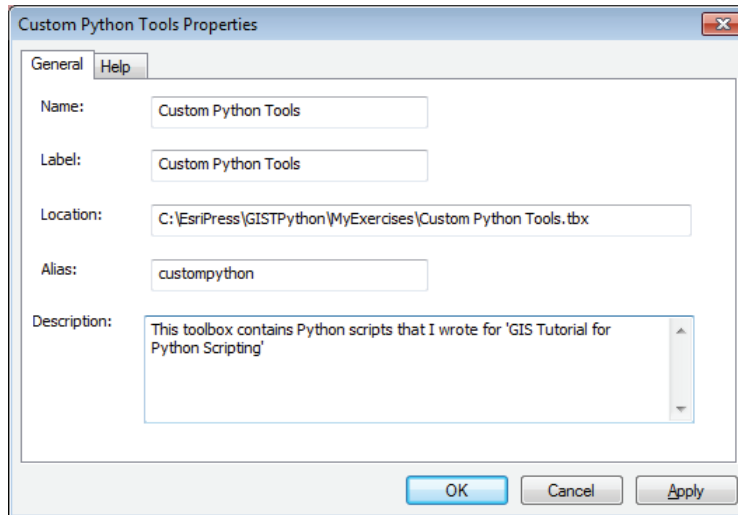 Custom Python Tools Properties
General
Help
Name:
Custom Python Tools
Label:
Custom Python Tools
Location:
C:\EsriPress\GISTPython\MyExercises\Custom Python Tools.tbx
Alias:
custompython
Description:
This toolbox contains Python scripts that I wrote for 'GIS Tutorial for
Python Scripting'
OK
Cancel
Apply